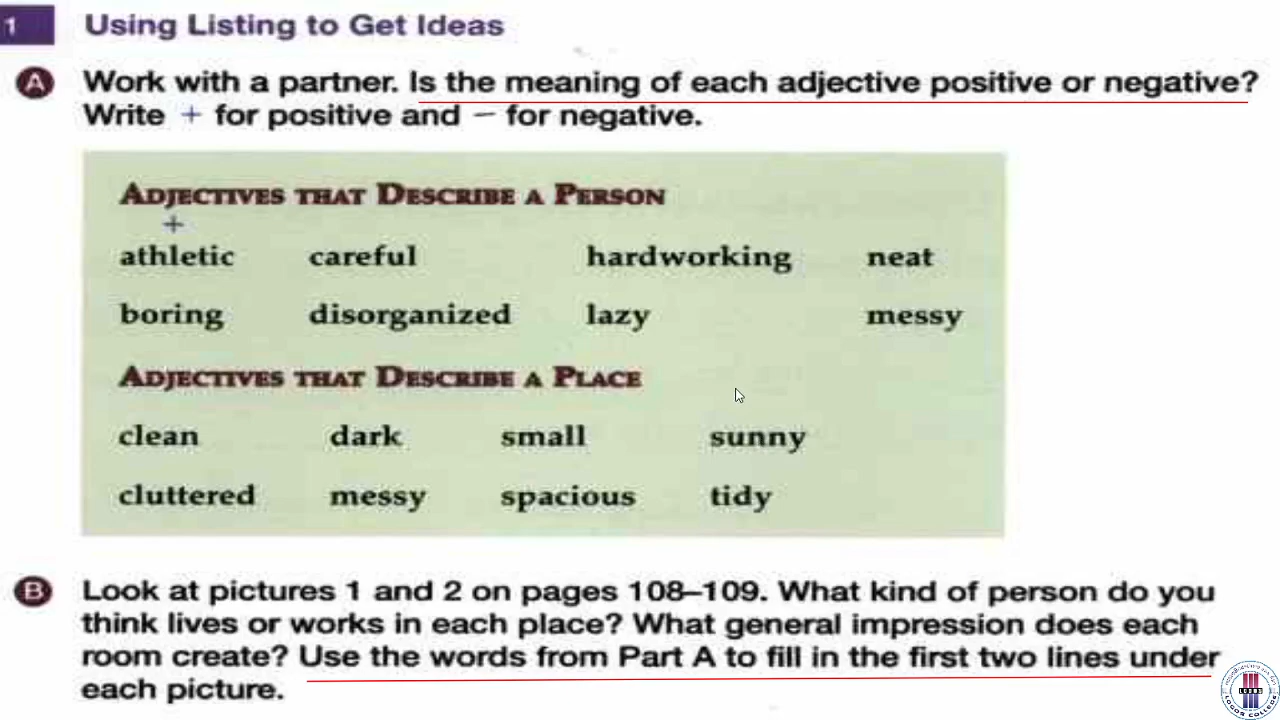 1 Using Listing to Get Ideas
A Work with a partner. Is the meaning of each adjective positive or negative?
Write + for positive and − for negative.
ADJECTIVES THAT DESCRIBE A PERSON
+
athletic careful hardworking neat
boring disorganized lazy messy
ADJECTIVES THAT DESCRIBE A PLACE
clean dark small sunny
cluttered messy spacious tidy
B Look at pictures 1 and 2 on pages 108–109. What kind of person do you
think lives or works in each place? What general impression does each
room create? Use the words from Part A to fill in the first two lines under
each picture.
LOGOS
LOGOS COLLEGE